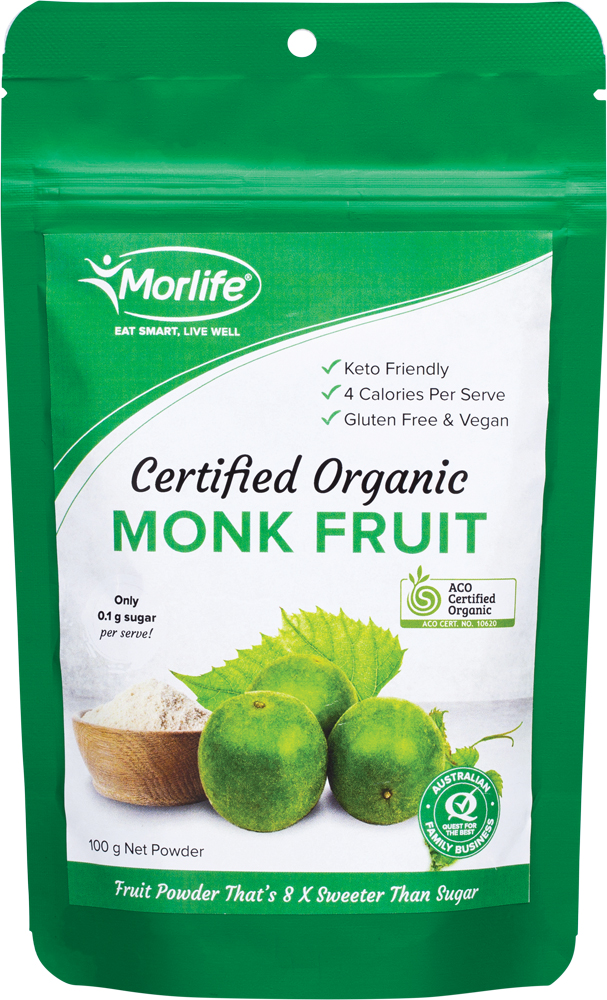 Morlife®
EAT SMART, LIVE WELL
Keto Friendly
4 Calories Per Serve
Gluten Free & Vegan
Certified Organic
MONK FRUIT
Only
0.1 g sugar
per serve!
ACO
Certified
Organic
ACO CERT. NO. 10620
AUSTRALIAN
QUEST FOR
THE BEST
FAMILY BUSINESS
100 g Net Powder
Fruit Powder That's 8 X Sweeter Than Sugar